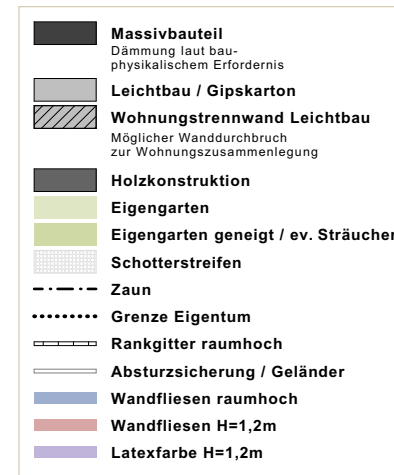 Massivbauteil
Dämmung laut bau-
physikalischem Erfordernis
Leichtbau / Gipskarton
Wohnungstrennwand Leichtbau
Möglicher Wanddurchbruch
zur Wohnungszusammenlegung
Holzkonstruktion
Eigengarten
Eigengarten geneigt / ev. Sträucher
Schotterstreifen
Zaun
Grenze Eigentum
Rankgitter raumhoch
Absturzsicherung / Geländer
Wandfliesen raumhoch
Wandfliesen H=1,2m
Latexfarbe H=1,2m